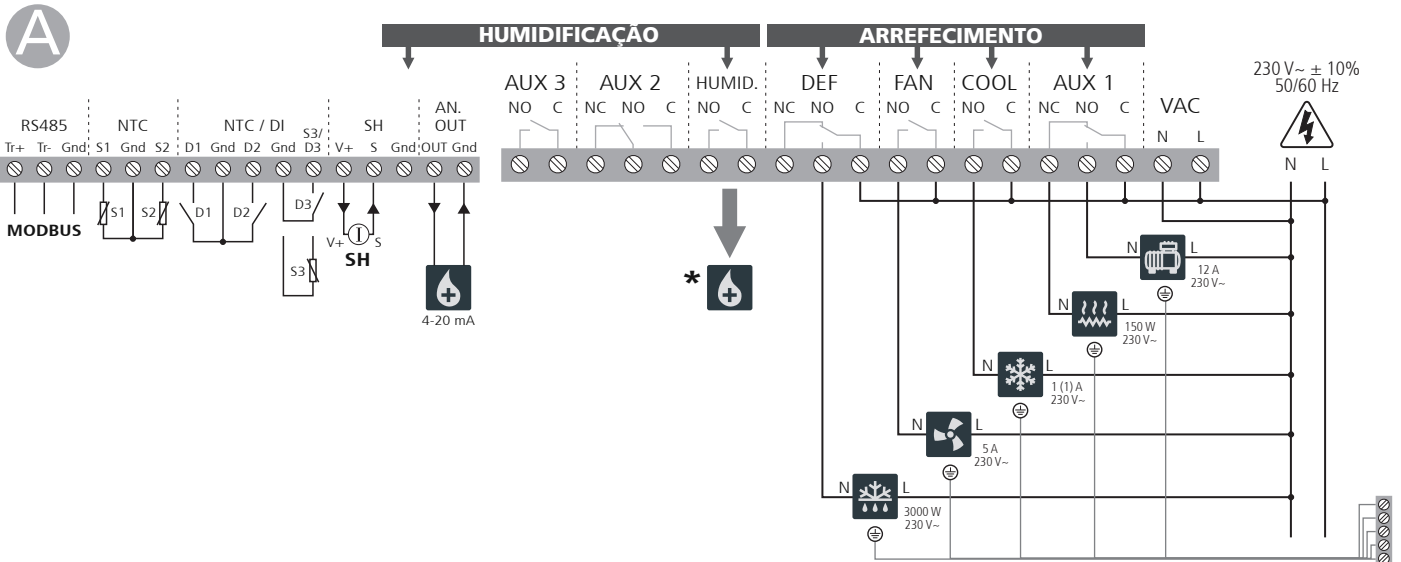 A
HUMIDIFICAÇÃO
ARREFECIMENTO
230 V~ ± 10%
50/60 Hz
AUX 3
AUX 2
HUMID.
DEF
FAN
COOL
AUX 1
VAC
NO C
NC NO C
NO C
NC NO C
NO C
NO C
NC NO C
N L
N L
RS485
NTC
NTC / DI
SH
AN.
OUT
Tr+ Tr- Gnd
S1 Gnd S2
D1 Gnd D2 Gnd S3/
D3
V+ S Gnd
OUT Gnd
MODBUS
S1
S2
D1
D2
D3
S3
V+
S
SH
4-20 mA
*
N L
12 A
230 V~
N L
150 W
230 V~
N L
1 (1) A
230 V~
N L
5 A
230 V~
N L
3000 W
230 V~